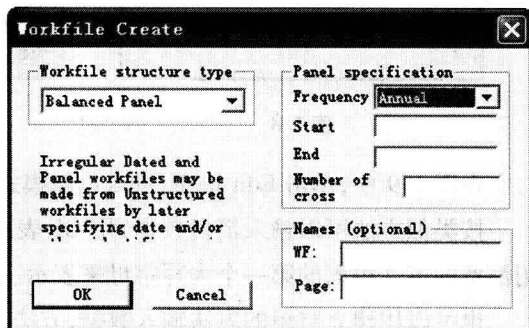 Workfile Create
Workfile structure type
Balanced Panel
Irregular Dated and
Panel workfiles may be
made from Unstructured
workfiles by later
specifying date and/or
OK
Cancel
Panel specification
Frequency
Annual
Start
End
Number of
cross
Names (optional)
WF:
Page: